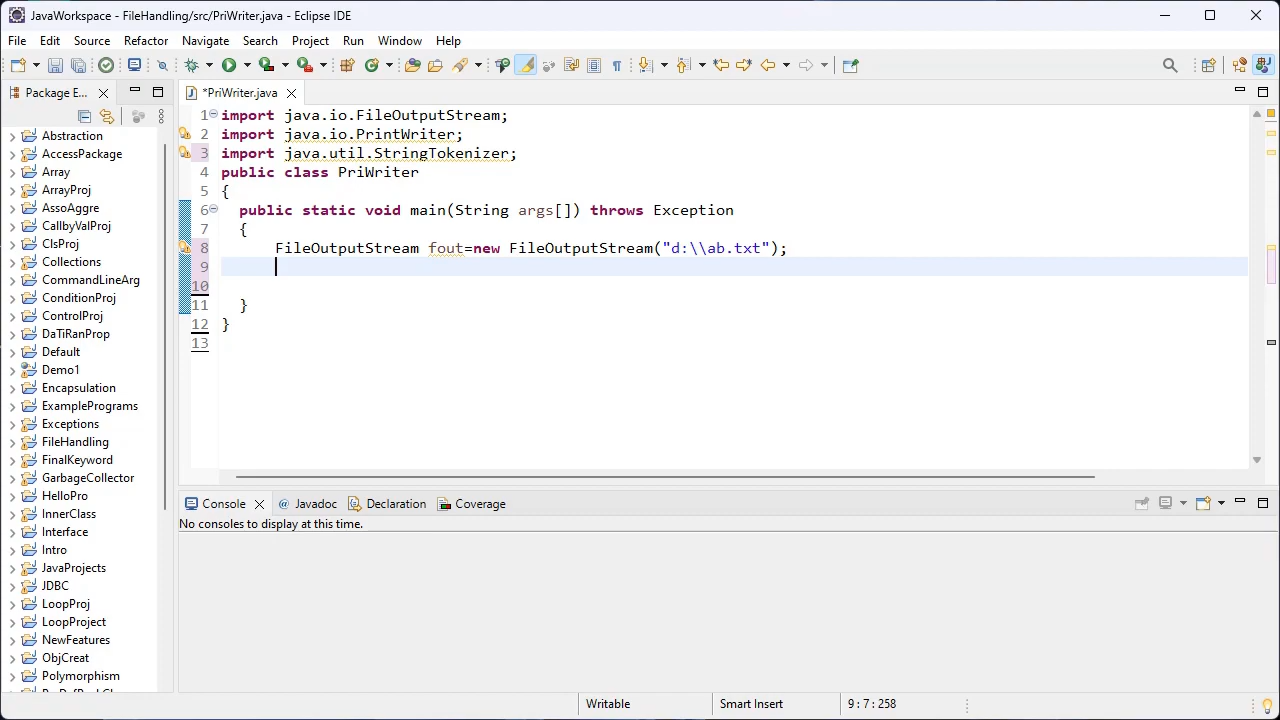 JavaWorkspace - FileHandling/src/PriWriter.java - Eclipse IDE
File Edit Source Refactor Navigate Search Project Run Window Help
Package E...
*PriWriter.java
Abstraction
AccessPackage
Array
ArrayProj
AssoAggre
CallbyValProj
ClsProj
Collections
CommandLineArg
ConditionProj
ControlProj
DaTiRanProp
Default
Demo1
Encapsulation
ExamplePrograms
Exceptions
FileHandling
FinalKeyword
GarbageCollector
HelloPro
InnerClass
Interface
Intro
JavaProjects
JDBC
LoopProj
LoopProject
NewFeatures
ObjCreat
Polymorphism
1 import java.io.FileOutputStream;
2 import java.io.PrintWriter;
3 import java.util.StringTokenizer;
4 public class PriWriter
5 {
6 public static void main(String args[]) throws Exception
7 {
8 FileOutputStream fout=new FileOutputStream("d:\\ab.txt");
9
10
11 }
12 }
13
Console @ Javadoc Declaration Coverage
No consoles to display at this time.
Writable Smart Insert 9 : 7 : 258